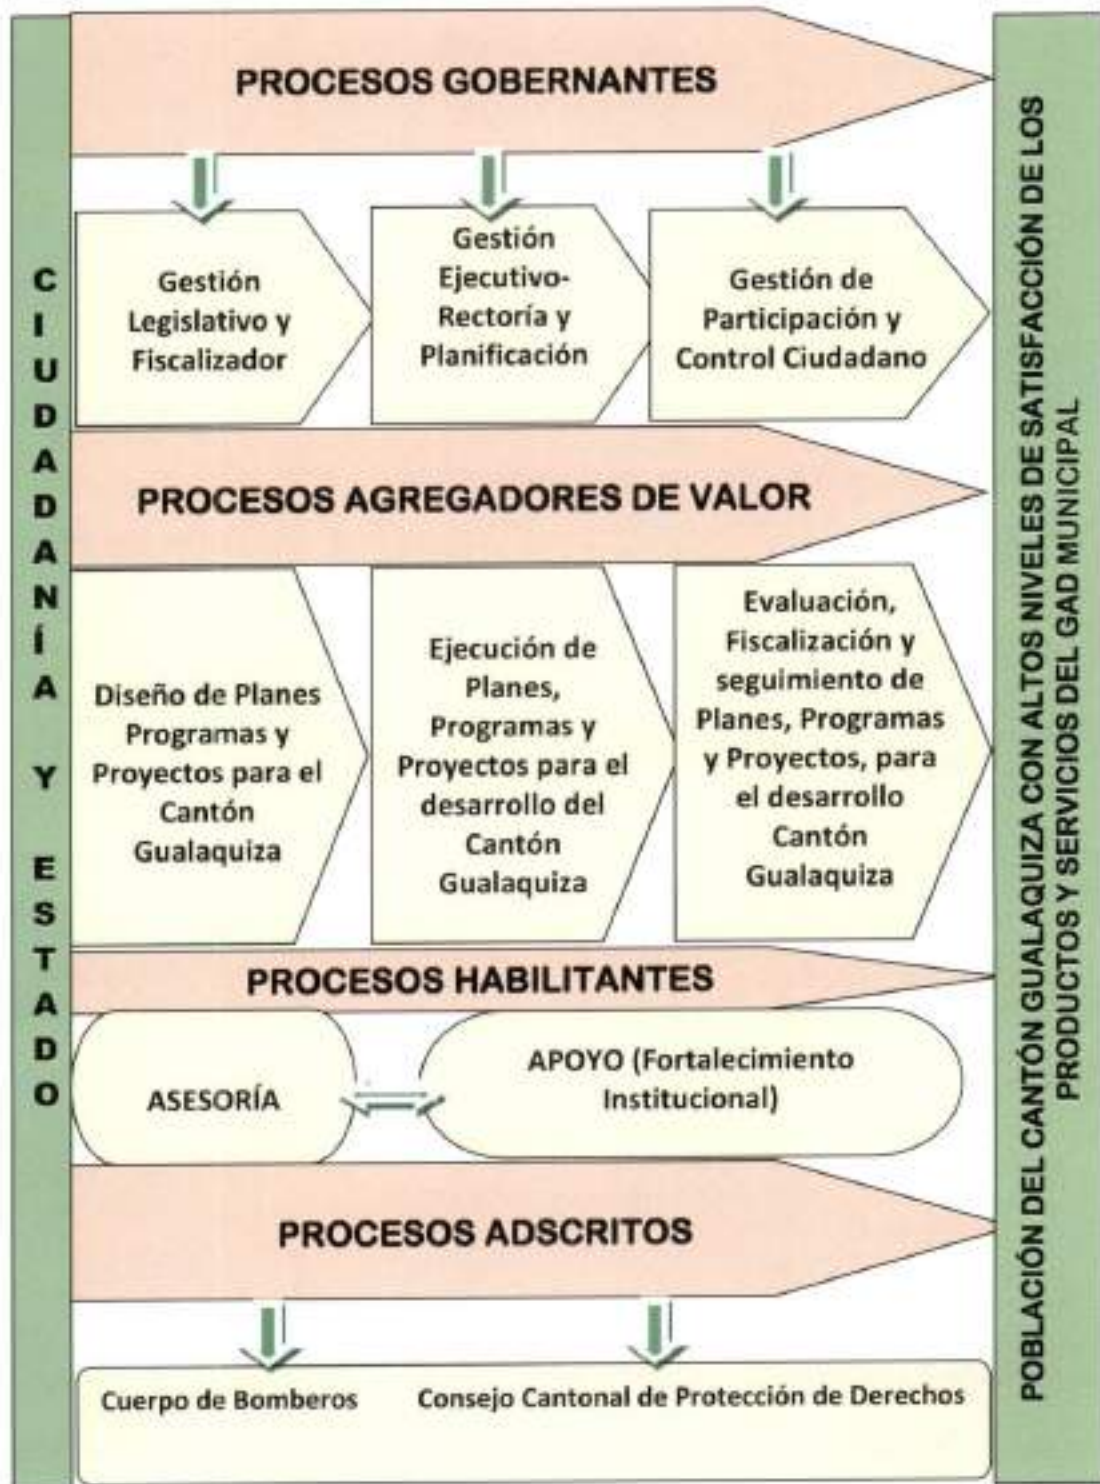 CIUDADANÍA Y ESTADO
PROCESOS GOBERNANTES
Gestión
Legislativo y
Fiscalizador
Gestión
Ejecutivo-
Rectoría y
Planificación
Gestión de
Participación y
Control Ciudadano
PROCESOS AGREGADORES DE VALOR
Diseño de Planes
Programas y
Proyectos para el
Cantón
Gualaquiza
Ejecución de
Planes,
Programas y
Proyectos para el
desarrollo del
Cantón
Gualaquiza
Evaluación,
Fiscalización y
seguimiento de
Planes, Programas
y Proyectos, para
el desarrollo
Cantón
Gualaquiza
PROCESOS HABILITANTES
ASESORÍA
APOYO (Fortalecimiento
Institucional)
PROCESOS ADSCRITOS
Cuerpo de Bomberos
Consejo Cantonal de Protección de Derechos
POBLACIÓN DEL CANTÓN GUALAQUIZA CON ALTOS NIVELES DE SATISFACCIÓN DE LOS
PRODUCTOS Y SERVICIOS DEL GAD MUNICIPAL